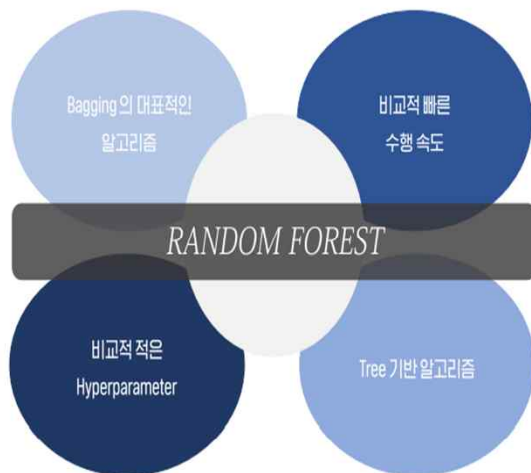 Bagging의 대표적인
알고리즘
비교적 빠른
수행 속도
RANDOM FOREST
비교적 적은
Hyperparameter
Tree 기반 알고리즘